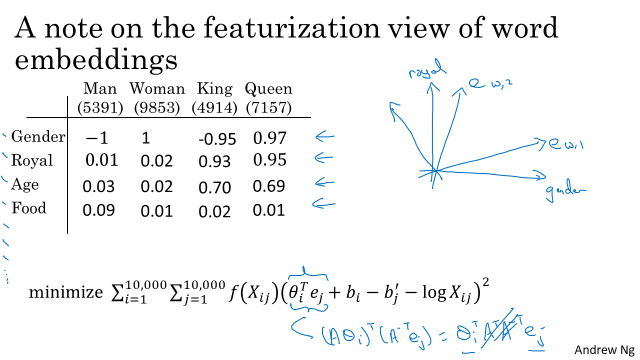 A note on the featurization view of word
embeddings
Man Woman King Queen
(5391) (9853) (4914) (7157)
Gender −1 1 -0.95 0.97
Royal 0.01 0.02 0.93 0.95
Age 0.03 0.02 0.70 0.69
Food 0.09 0.01 0.02 0.01
royal
e w,2
e w,1
gender
minimize ∑_{i=1}^{10,000} ∑_{j=1}^{10,000} f(X_{ij})(θ_i^T e_j + b_i − b_j′ − log X_{ij})^2
(Aθ_i)^T (A^{-T} e_j) = θ_i^T A^T A^{-T} e_j
Andrew Ng